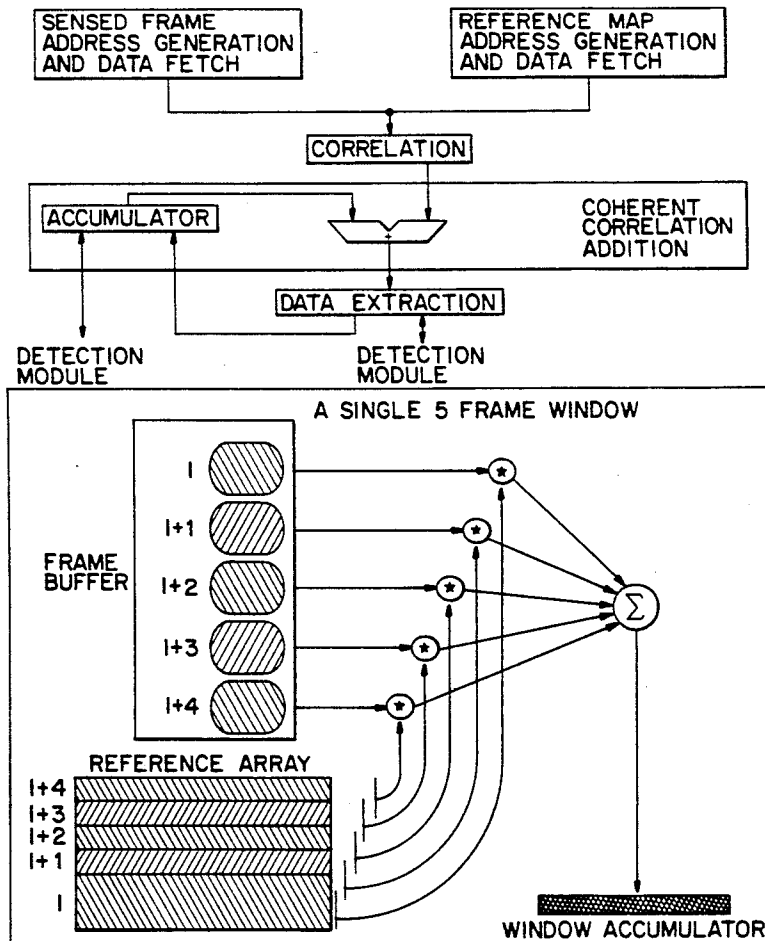 SENSED FRAME
ADDRESS GENERATION
AND DATA FETCH
REFERENCE MAP
ADDRESS GENERATION
AND DATA FETCH
CORRELATION
ACCUMULATOR
+
COHERENT
CORRELATION
ADDITION
DATA EXTRACTION
DETECTION
MODULE
DETECTION
MODULE
A SINGLE 5 FRAME WINDOW
FRAME
BUFFER
I
I+1
I+2
I+3
I+4
*
*
*
*
*
Σ
REFERENCE ARRAY
I+4
I+3
I+2
I+1
I
WINDOW ACCUMULATOR